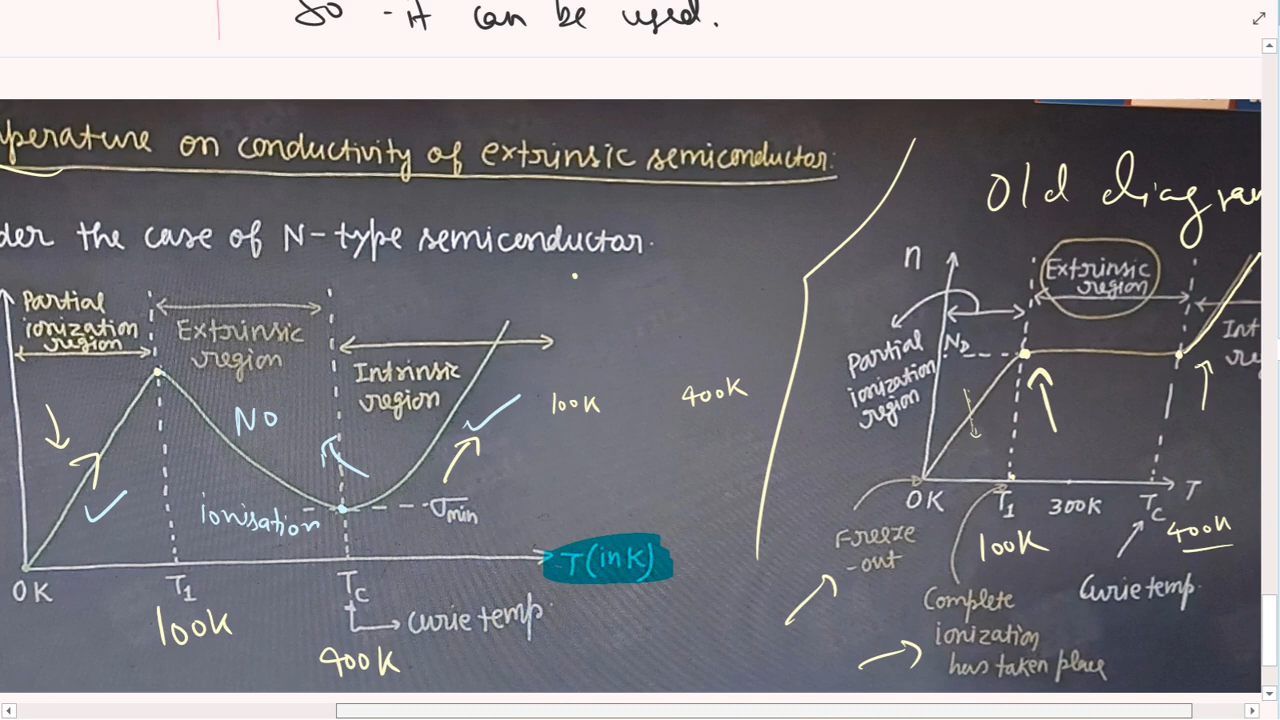 So - it can be used.
perature on conductivity of extrinsic semiconductor:
der the case of N-type semiconductor.
Partial
ionization
region
Extrinsic
region
Intrinsic
region
NO
ionisation
σmin
100K
400K
T(in K)
0K
T1
Tc
100K
Curie temp
400K
Old diagra
n
Extrinsic
region
Partial
ionization
region
ND
Int
re
0K
T1
300K
Tc
T
Freeze
-out
100K
400K
Curie temp.
Complete
ionization
has taken place